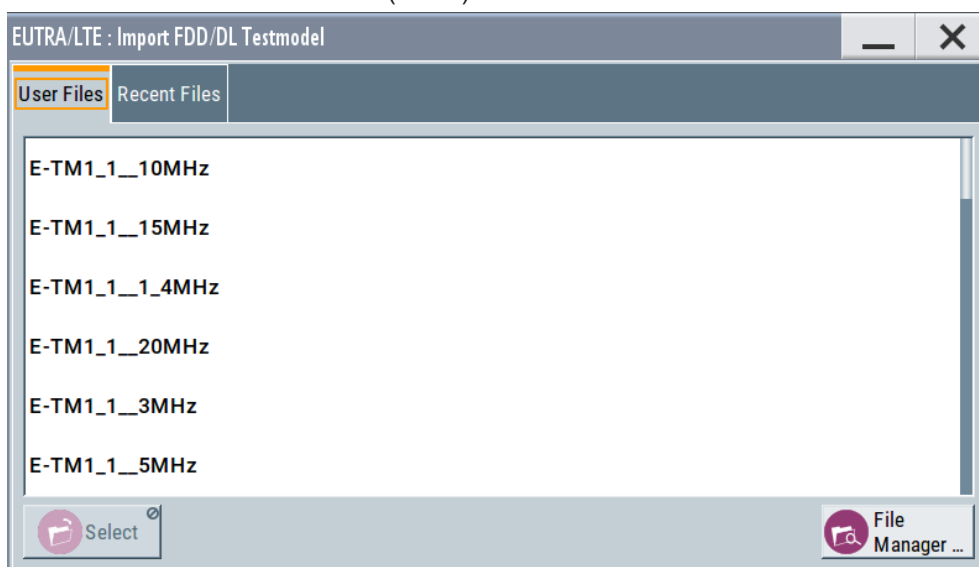 EUTRA/LTE : Import FDD/DL Testmodel
User Files Recent Files
E-TM1_1__10MHz
E-TM1_1__15MHz
E-TM1_1__1_4MHz
E-TM1_1__20MHz
E-TM1_1__3MHz
E-TM1_1__5MHz
Select
File
Manager ...